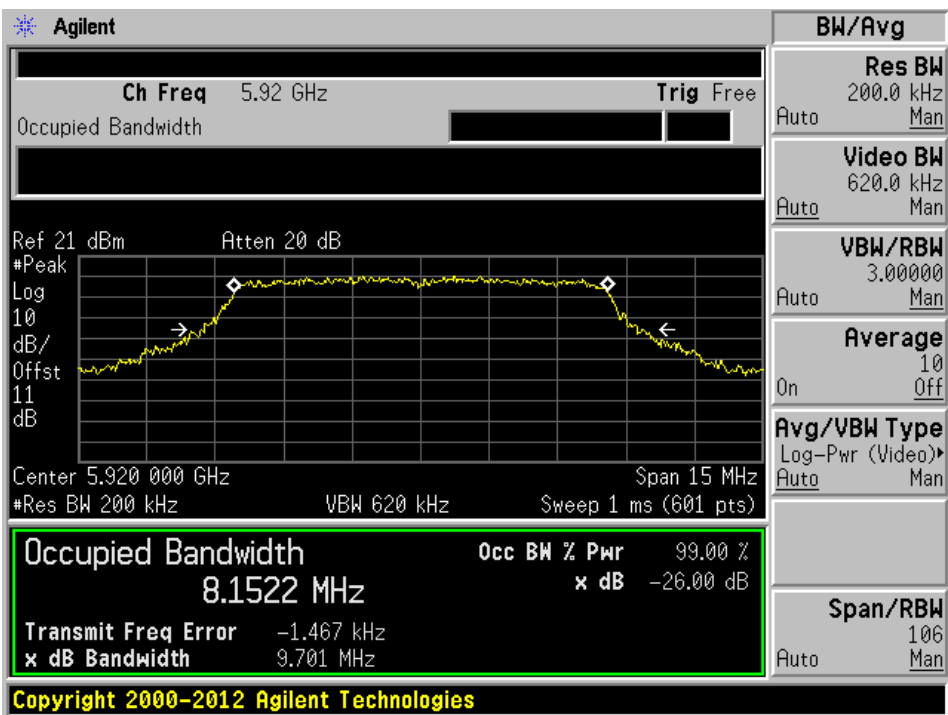 Agilent
BW/Avg
Ch Freq 5.92 GHz Trig Free
Occupied Bandwidth
Res BW
200.0 kHz
Auto Man
Video BW
620.0 kHz
Auto Man
VBW/RBW
3.00000
Auto Man
Average
10
On Off
Avg/VBW Type
Log-Pwr (Video)
Auto Man
Span/RBW
106
Auto Man
Ref 21 dBm Atten 20 dB
#Peak
Log
10
dB/
Offst
11
dB
Center 5.920 000 GHz Span 15 MHz
#Res BW 200 kHz VBW 620 kHz Sweep 1 ms (601 pts)
Occupied Bandwidth
8.1522 MHz
Occ BW % Pwr 99.00 %
x dB -26.00 dB
Transmit Freq Error -1.467 kHz
x dB Bandwidth 9.701 MHz
Copyright 2000-2012 Agilent Technologies